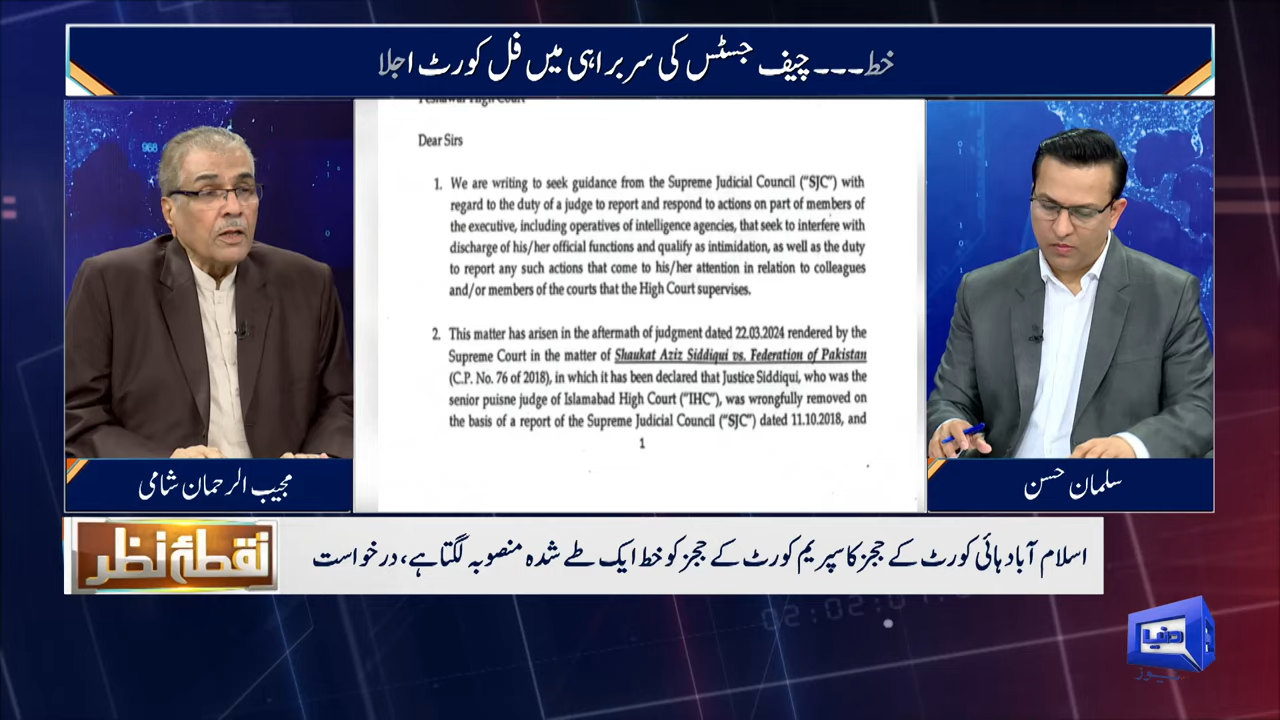 خط۔۔۔ چیف جسٹس کی سربراہی میں فل کورٹ اجلا
Peshawar High Court
Dear Sirs
1. We are writing to seek guidance from the Supreme Judicial Council ("SJC") with
regard to the duty of a judge to report and respond to actions on part of members of
the executive, including operatives of intelligence agencies, that seek to interfere with
discharge of his/her official functions and qualify as intimidation, as well as the duty
to report any such actions that come to his/her attention in relation to colleagues
and/or members of the courts that the High Court supervises.
2. This matter has arisen in the aftermath of judgment dated 22.03.2024 rendered by the
Supreme Court in the matter of Shaukat Aziz Siddiqui vs. Federation of Pakistan
(C.P. No. 76 of 2018), in which it has been declared that Justice Siddiqui, who was the
senior puisne judge of Islamabad High Court ("IHC"), was wrongfully removed on
the basis of a report of the Supreme Judicial Council ("SJC") dated 11.10.2018, and
1
968
مجیب الرحمان شامی
سلمان حسن
نقطۂ نظر
اسلام آباد ہائی کورٹ کے ججز کا سپریم کورٹ کے ججز کو خط ایک طے شدہ منصوبہ لگتا ہے، درخواست
دنیا
نیوز